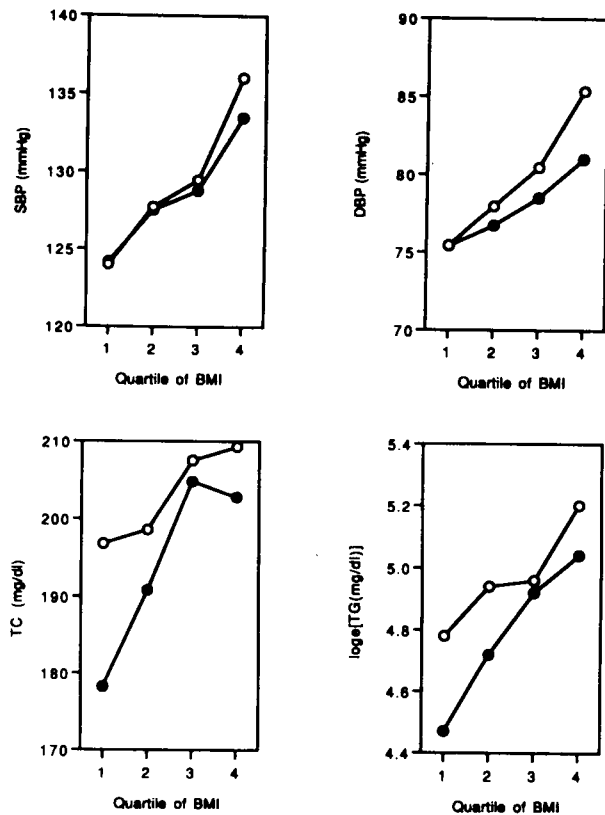 140
135
130
125
120
SBP (mmHg)
1 2 3 4
Quartile of BMI
90
85
80
75
70
DBP (mmHg)
1 2 3 4
Quartile of BMI
210
200
190
180
170
TC (mg/dl)
1 2 3 4
Quartile of BMI
5.4
5.2
5.0
4.8
4.6
4.4
loge[TG(mg/dl)]
1 2 3 4
Quartile of BMI